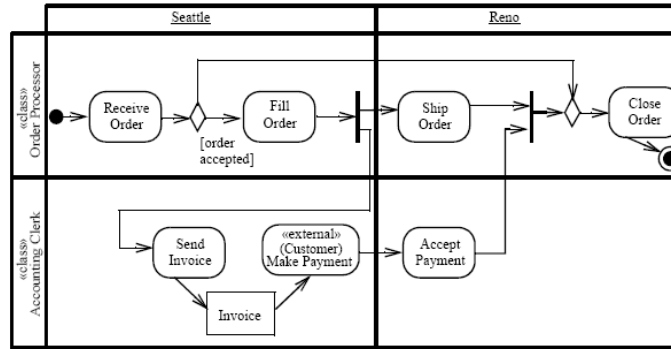 Seattle
Reno
«class»
Order Processor
Receive
Order
[order
accepted]
Fill
Order
Ship
Order
Close
Order
«class»
Accounting Clerk
Send
Invoice
Invoice
«external»
(Customer)
Make Payment
Accept
Payment